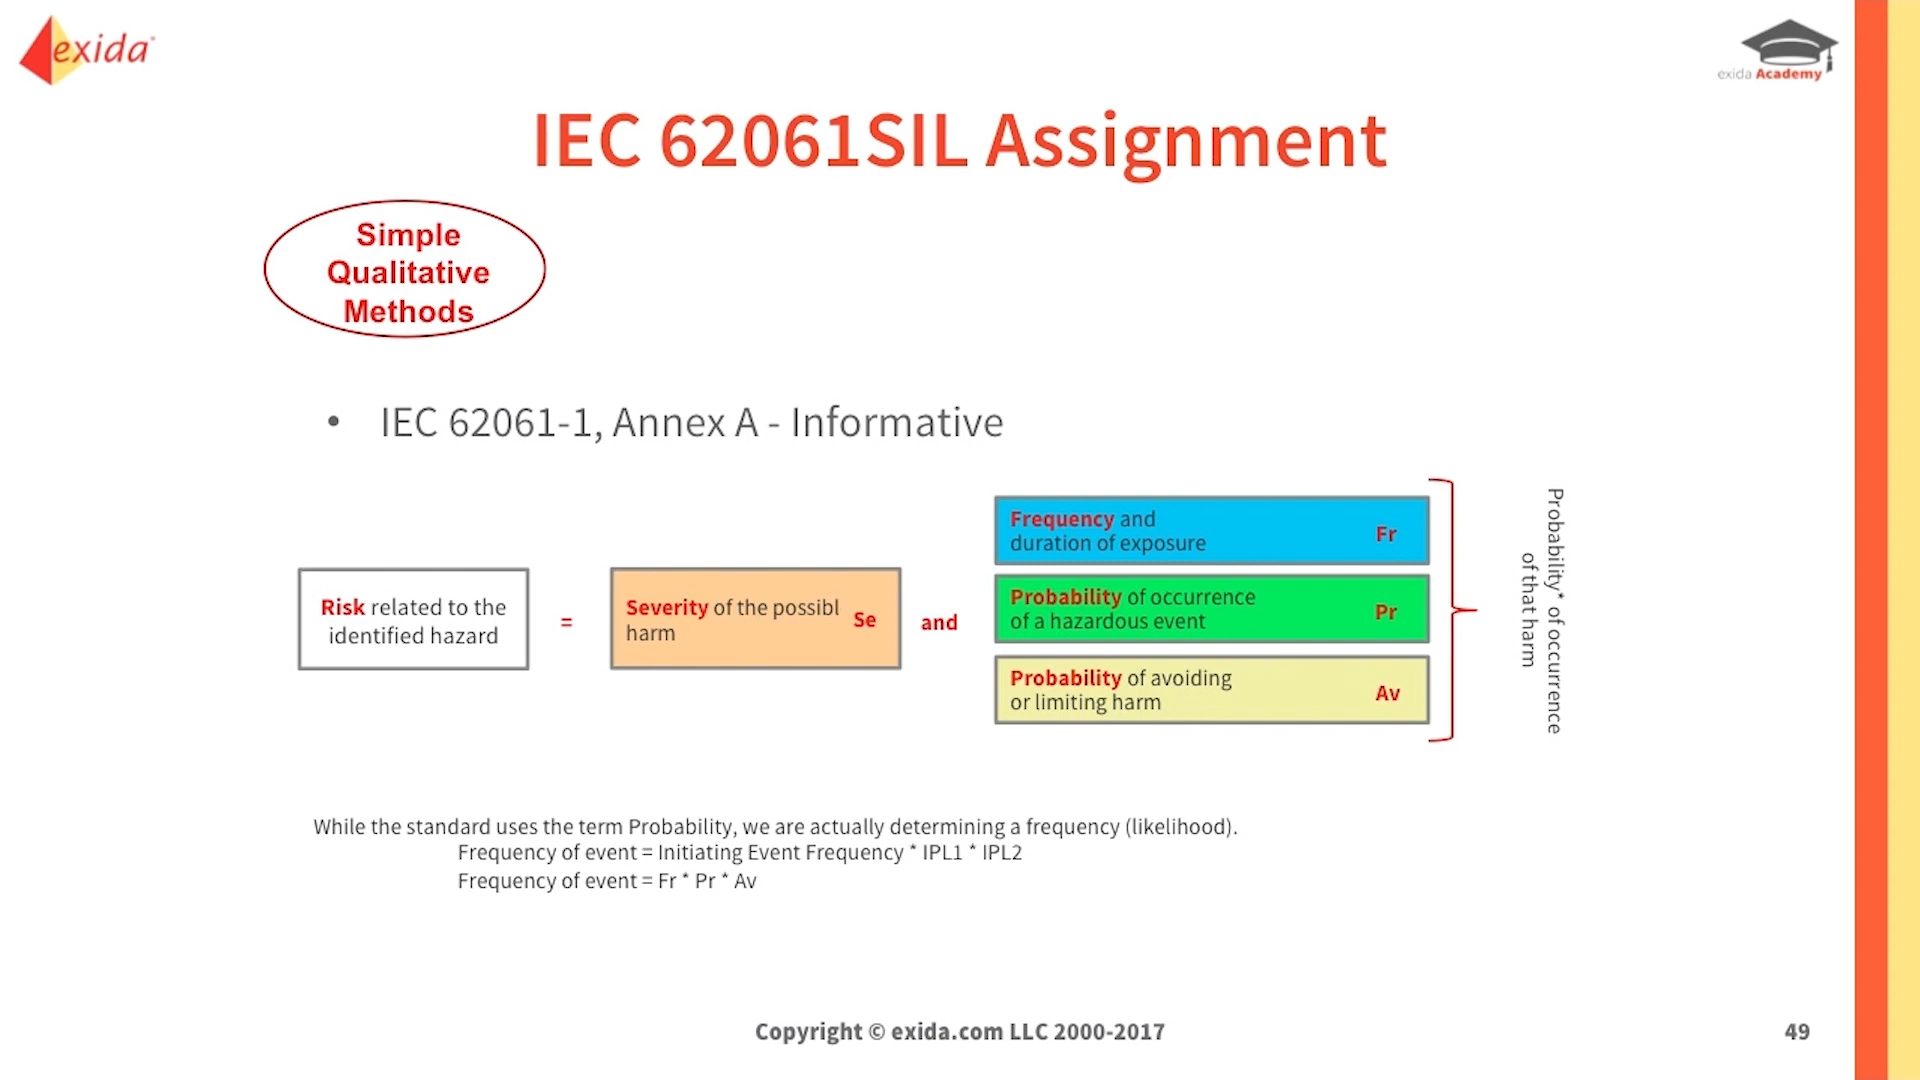 exida
exida Academy
IEC 62061SIL Assignment
Simple
Qualitative
Methods
• IEC 62061-1, Annex A - Informative
Risk related to the
identified hazard
=
Severity of the possibl
harm
Se
and
Frequency and
duration of exposure
Fr
Probability of occurrence
of a hazardous event
Pr
Probability of avoiding
or limiting harm
Av
Probability* of occurrence
of that harm
While the standard uses the term Probability, we are actually determining a frequency (likelihood).
Frequency of event = Initiating Event Frequency * IPL1 * IPL2
Frequency of event = Fr * Pr * Av
Copyright © exida.com LLC 2000-2017
49